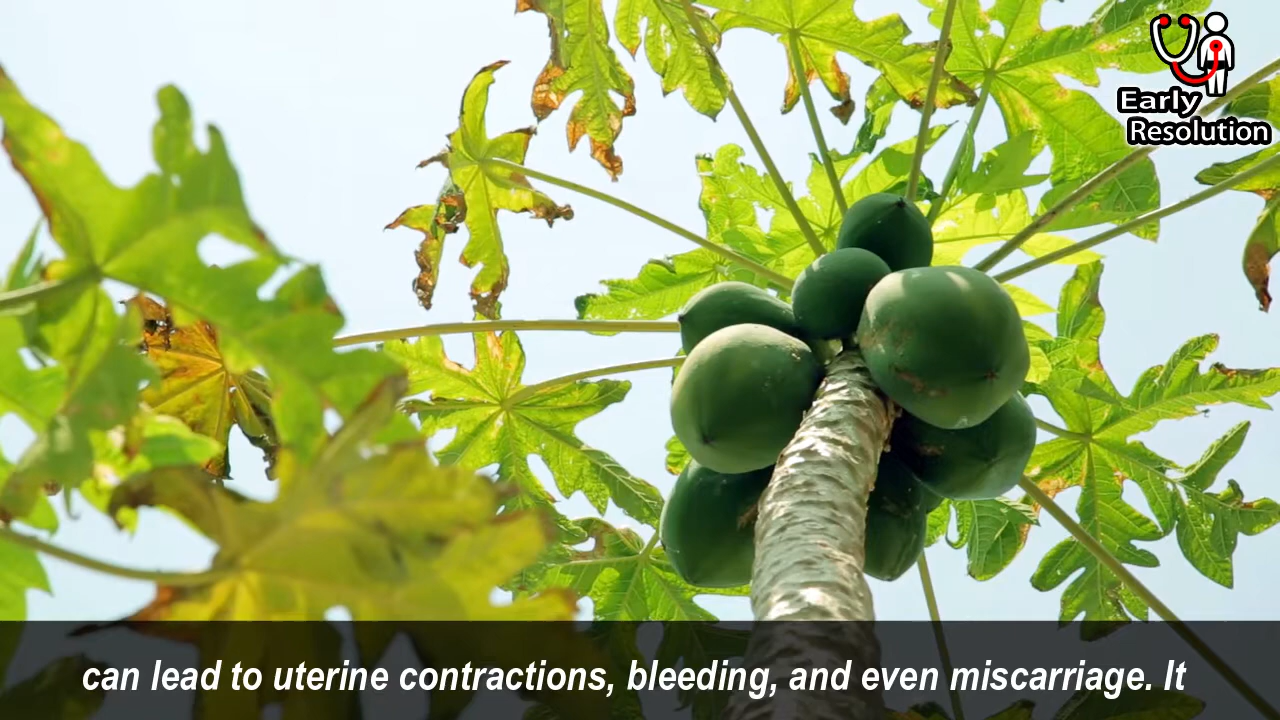 Early
Resolution
can lead to uterine contractions, bleeding, and even miscarriage. It